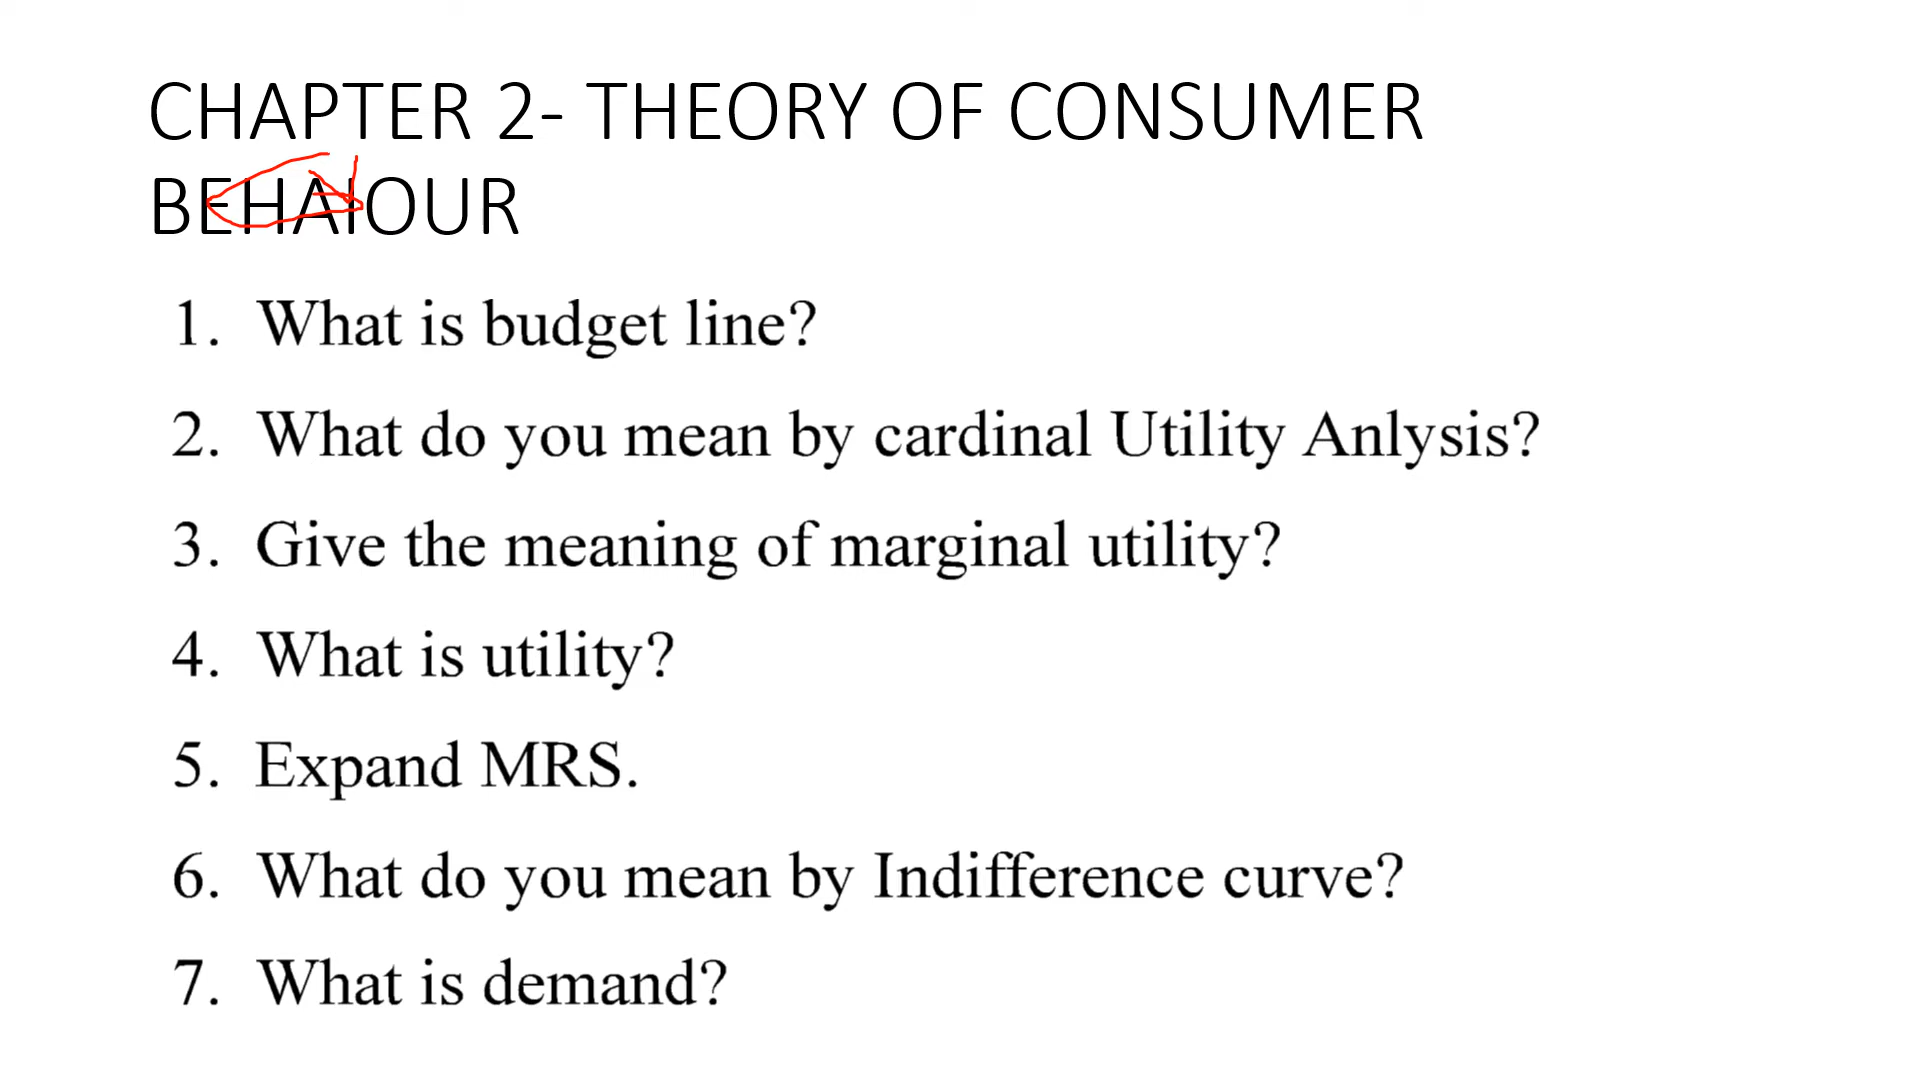 CHAPTER 2- THEORY OF CONSUMER
BEHAIOUR
1. What is budget line?
2. What do you mean by cardinal Utility Anlysis?
3. Give the meaning of marginal utility?
4. What is utility?
5. Expand MRS.
6. What do you mean by Indifference curve?
7. What is demand?